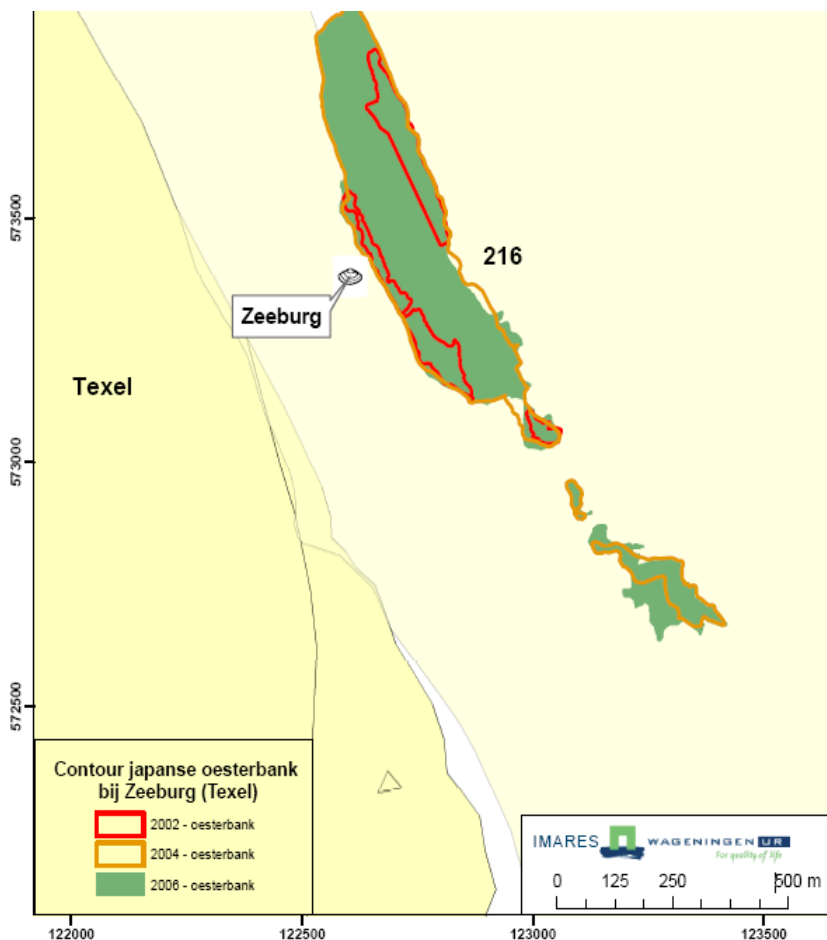 573500
573000
572500
216
Zeeburg
Texel
Contour japanse oesterbank
bij Zeeburg (Texel)
2002 - oesterbank
2004 - oesterbank
2006 - oesterbank
IMARES WAGENINGEN UR
For quality of life
0 125 250 500 m
122000 122500 123000 123500